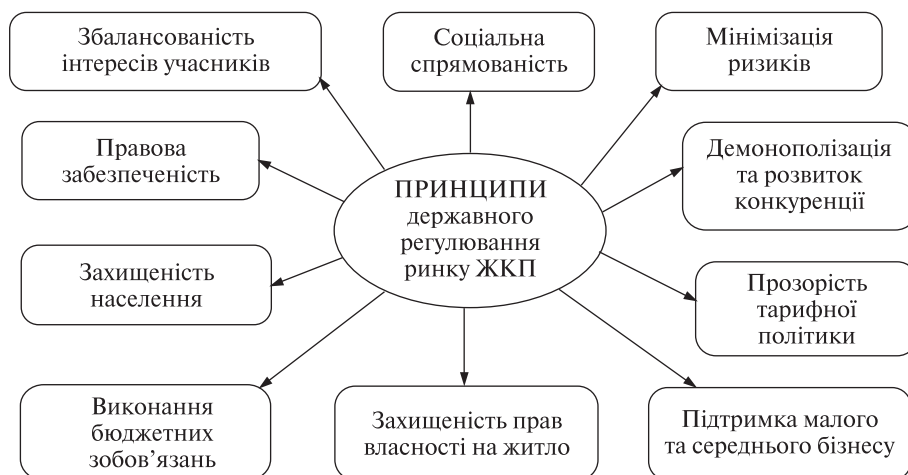 Збалансованість
інтересів учасників
Соціальна
спрямованість
Мінімізація
ризиків
Правова
забезпеченість
ПРИНЦИПИ
державного
регулювання
ринку ЖКП
Демонополізація
та розвиток
конкуренції
Захищеність
населення
Прозорість
тарифної
політики
Виконання
бюджетних
зобов’язань
Захищеність прав
власності на житло
Підтримка малого
та середнього бізнесу